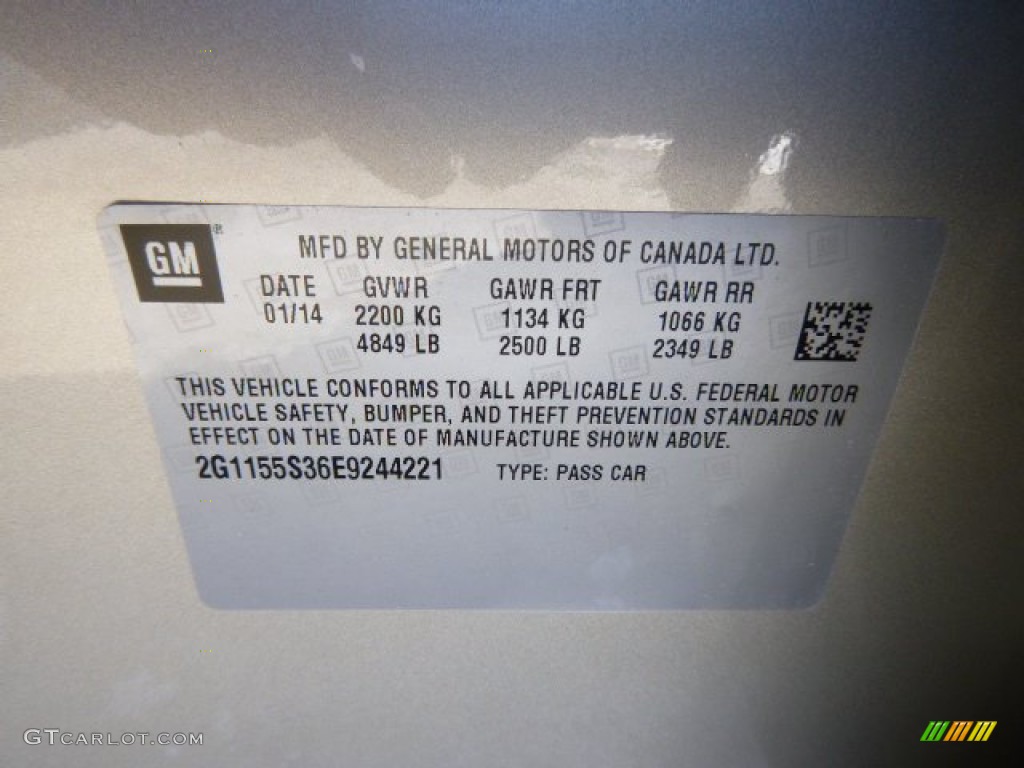 GM®
MFD BY GENERAL MOTORS OF CANADA LTD.
DATE GVWR GAWR FRT GAWR RR
01/14 2200 KG 1134 KG 1066 KG
4849 LB 2500 LB 2349 LB
THIS VEHICLE CONFORMS TO ALL APPLICABLE U.S. FEDERAL MOTOR
VEHICLE SAFETY, BUMPER, AND THEFT PREVENTION STANDARDS IN
EFFECT ON THE DATE OF MANUFACTURE SHOWN ABOVE.
2G1155S36E9244221 TYPE: PASS CAR
GTCARLOT.COM